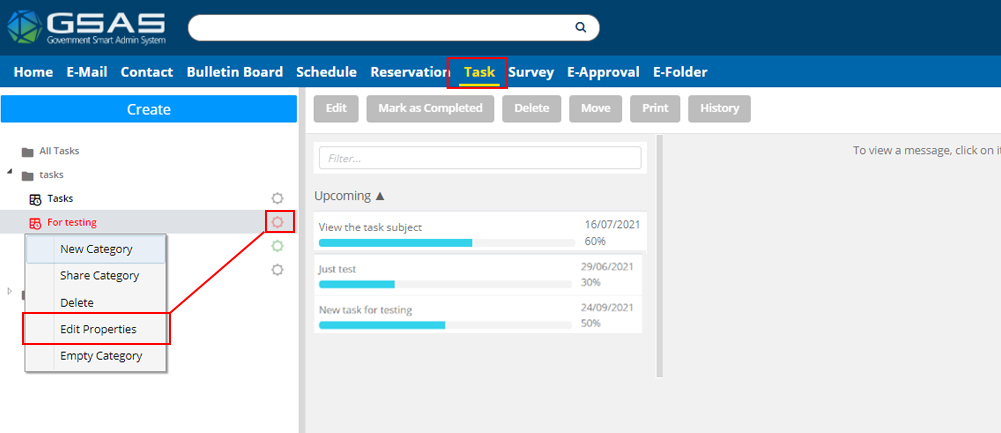 GSAS
Government Smart Admin System
Home E-Mail Contact Bulletin Board Schedule Reservation Task Survey E-Approval E-Folder
Create
Edit Mark as Completed Delete Move Print History
All Tasks
tasks
Tasks
For testing
New Category
Share Category
Delete
Edit Properties
Empty Category
Filter...
Upcoming ▲
View the task subject 16/07/2021
60%
Just test 29/06/2021
30%
New task for testing 24/09/2021
50%
To view a message, click on it